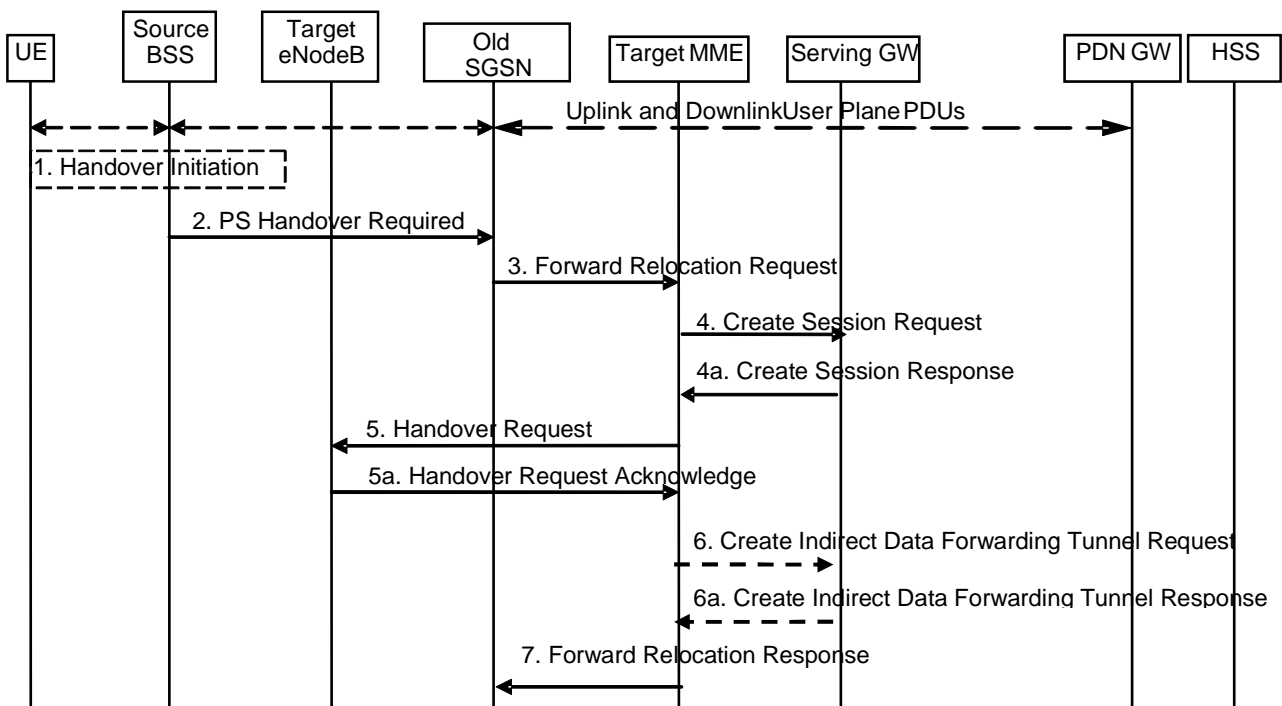 UE
Source
BSS
Target
eNodeB
Old
SGSN
Target MME
Serving GW
PDN GW
HSS
Uplink and DownlinkUser Plane PDUs
1. Handover Initiation
2. PS Handover Required
3. Forward Relocation Request
4. Create Session Request
4a. Create Session Response
5. Handover Request
5a. Handover Request Acknowledge
6. Create Indirect Data Forwarding Tunnel Request
6a. Create Indirect Data Forwarding Tunnel Response
7. Forward Relocation Response